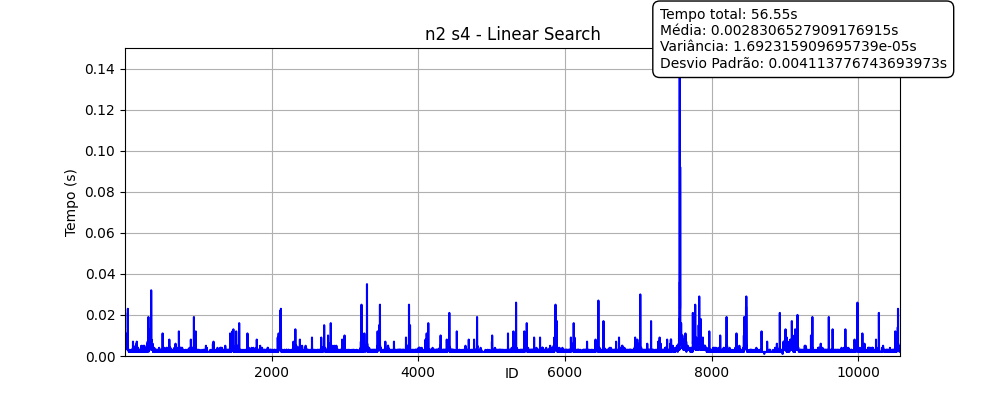 Tempo total: 56.55s
Média: 0.0028306527909176915s
Variância: 1.692315909695739e-05s
Desvio Padrão: 0.004113776743693973s
n2 s4 - Linear Search
0.14
0.12
0.10
0.08
0.06
0.04
0.02
0.00
Tempo (s)
2000
4000
6000
8000
10000
ID